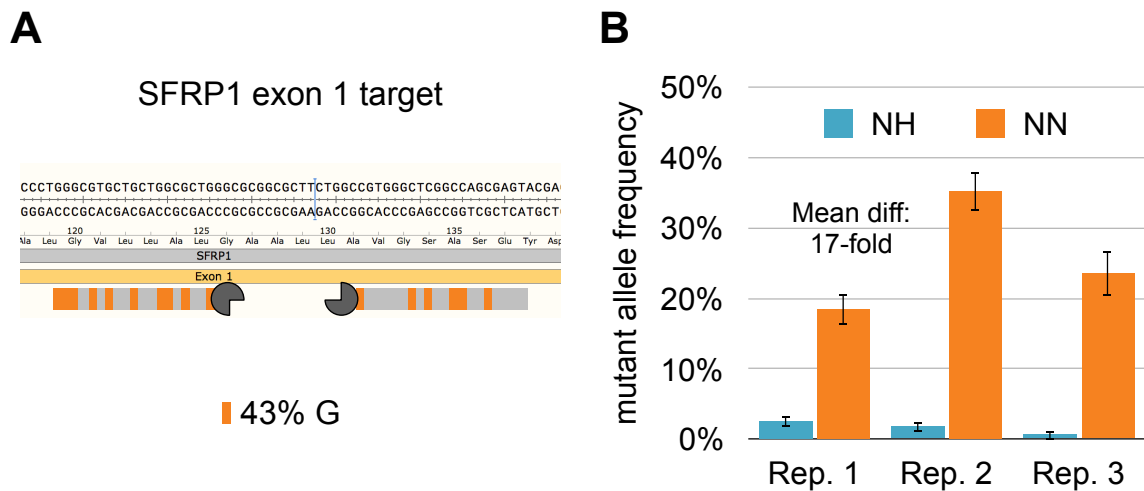 A
SFRP1 exon 1 target
CCCTGGGCGTGCTGCTGGCGCTGGGCGCGGCGCTTCTGGCCGTGGGCTCGGCCAGCGAGTACGA
GGGACCCGCACGACGACCGCGACCCGCGCCGCGAAGACCGGCACCCGAGCCGGTCGCTCATGCT
120 125 130 135
Ala Leu Gly Val Leu Leu Ala Leu Gly Ala Ala Leu Leu Ala Val Gly Ser Ala Ser Glu Tyr Asp
SFRP1
Exon 1
43% G
B
mutant allele frequency
50%
40%
30%
20%
10%
0%
NH NN
Mean diff:
17-fold
Rep. 1 Rep. 2 Rep. 3